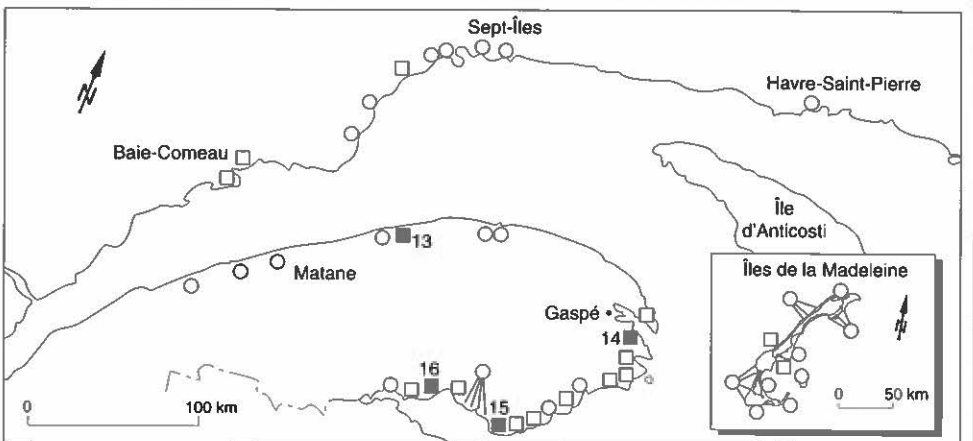 Sept-Îles
N
Havre-Saint-Pierre
Baie-Comeau
Île
d'Anticosti
13
Matane
Îles de la Madeleine
N
Gaspé
14
16
15
0 100 km
0 50 km